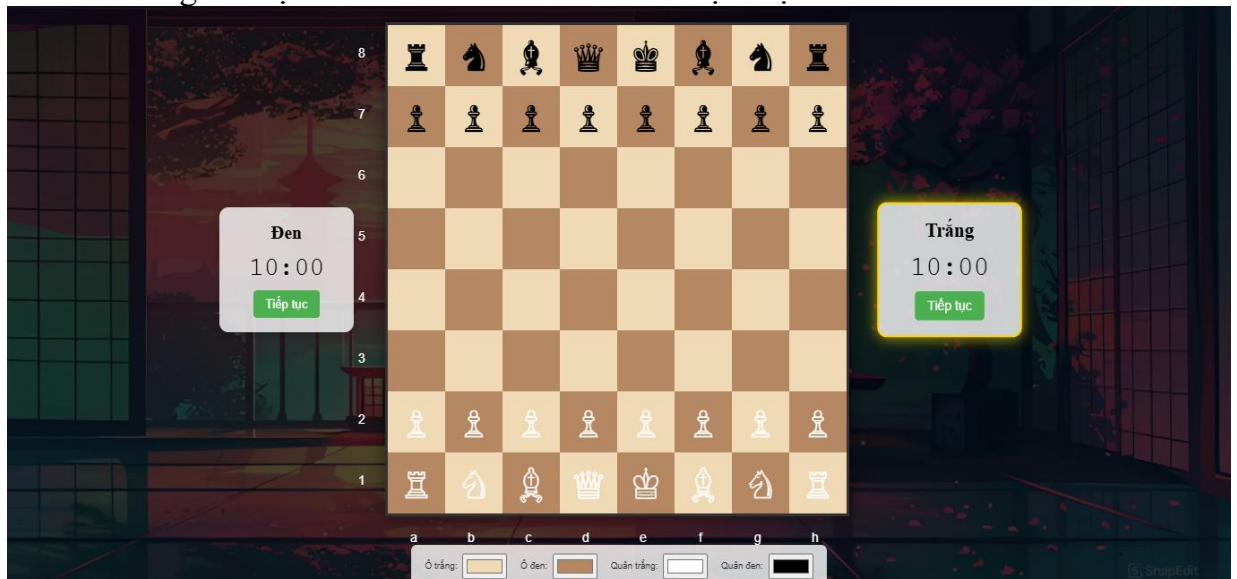 8
7
6
5
4
3
2
1
Đen
10:00
Tiếp tục
Trắng
10:00
Tiếp tục
a b c d e f g h
Ô trắng: Ô đen: Quân trắng: Quân đen:
SnapEdit